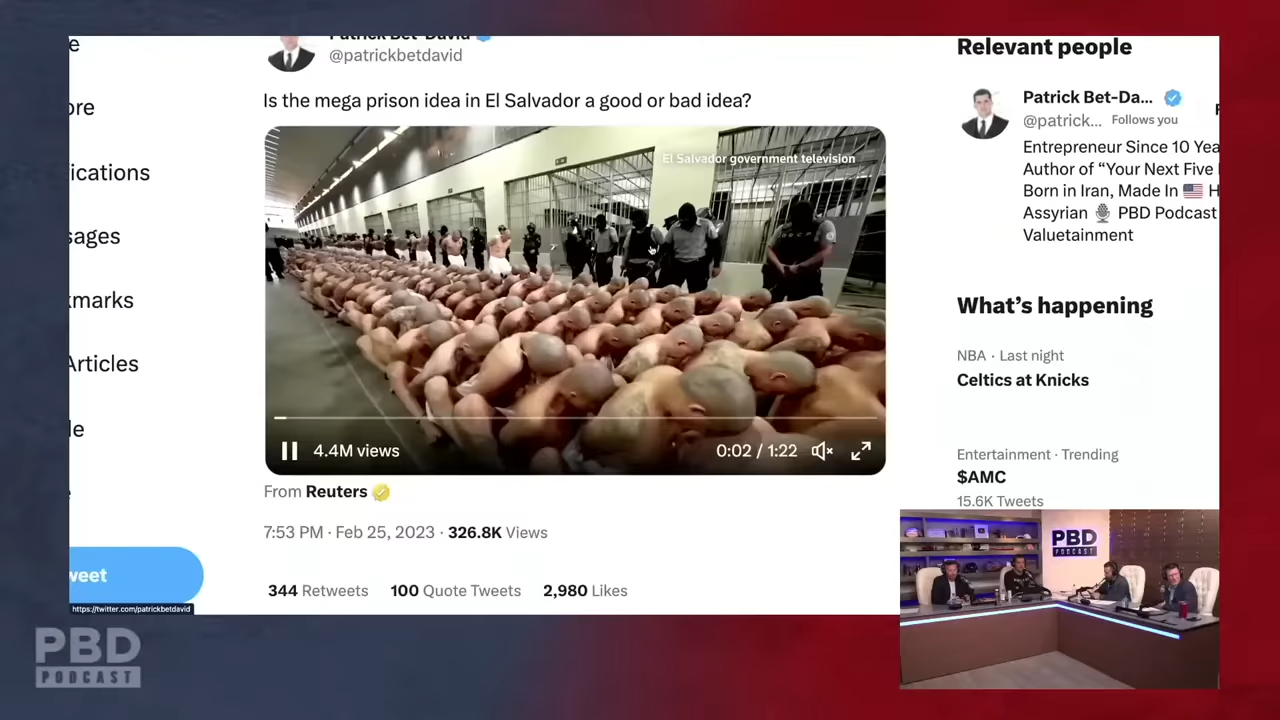 e
ore
ications
sages
kmarks
Articles
le
e
weet
https://twitter.com/patrickbetdavid
Patrick Bet-David
@patrickbetdavid
Is the mega prison idea in El Salvador a good or bad idea?
El Salvador government television
4.4M views
0:02 / 1:22
From Reuters
7:53 PM · Feb 25, 2023 · 326.8K Views
344 Retweets 100 Quote Tweets 2,980 Likes
Relevant people
Patrick Bet-Da...
@patrick... Follows you
Entrepreneur Since 10 Yea
Author of “Your Next Five
Born in Iran, Made In 🇺🇸 H
Assyrian 🎙️ PBD Podcast
Valuetainment
What’s happening
NBA · Last night
Celtics at Knicks
Entertainment · Trending
$AMC
15.6K Tweets
PBD
PODCAST
PBD
PODCAST